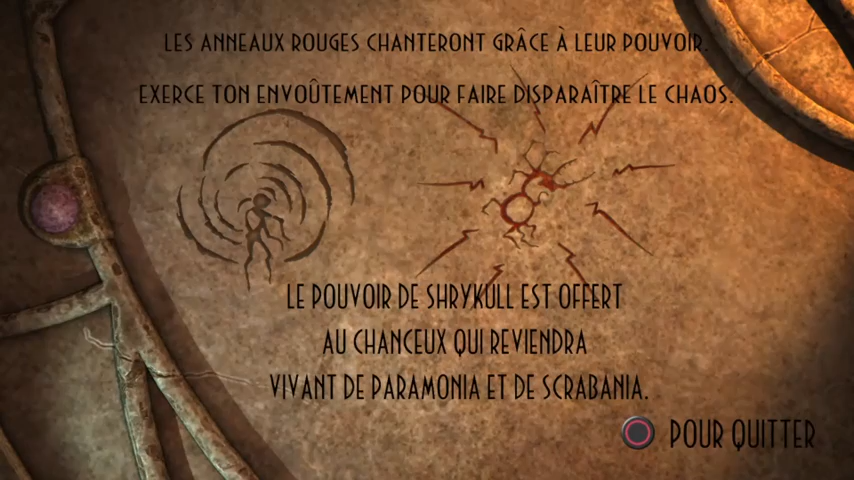 LES ANNEAUX ROUGES CHANTERONT GRÂCE À LEUR POUVOIR.
EXERCE TON ENVOÛTEMENT POUR FAIRE DISPARAÎTRE LE CHAOS.
LE POUVOIR DE SHRYKULL EST OFFERT
AU CHANCEUX QUI REVIENDRA
VIVANT DE PARAMONIA ET DE SCRABANIA.
POUR QUITTER